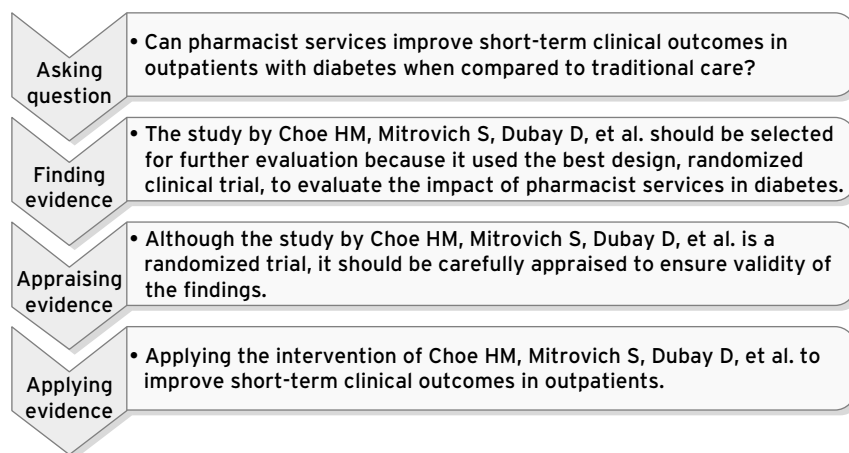 Asking
question
• Can pharmacist services improve short-term clinical outcomes in
outpatients with diabetes when compared to traditional care?
Finding
evidence
• The study by Choe HM, Mitrovich S, Dubay D, et al. should be selected
for further evaluation because it used the best design, randomized
clinical trial, to evaluate the impact of pharmacist services in diabetes.
Appraising
evidence
• Although the study by Choe HM, Mitrovich S, Dubay D, et al. is a
randomized trial, it should be carefully appraised to ensure validity of
the findings.
Applying
evidence
• Applying the intervention of Choe HM, Mitrovich S, Dubay D, et al. to
improve short-term clinical outcomes in outpatients.